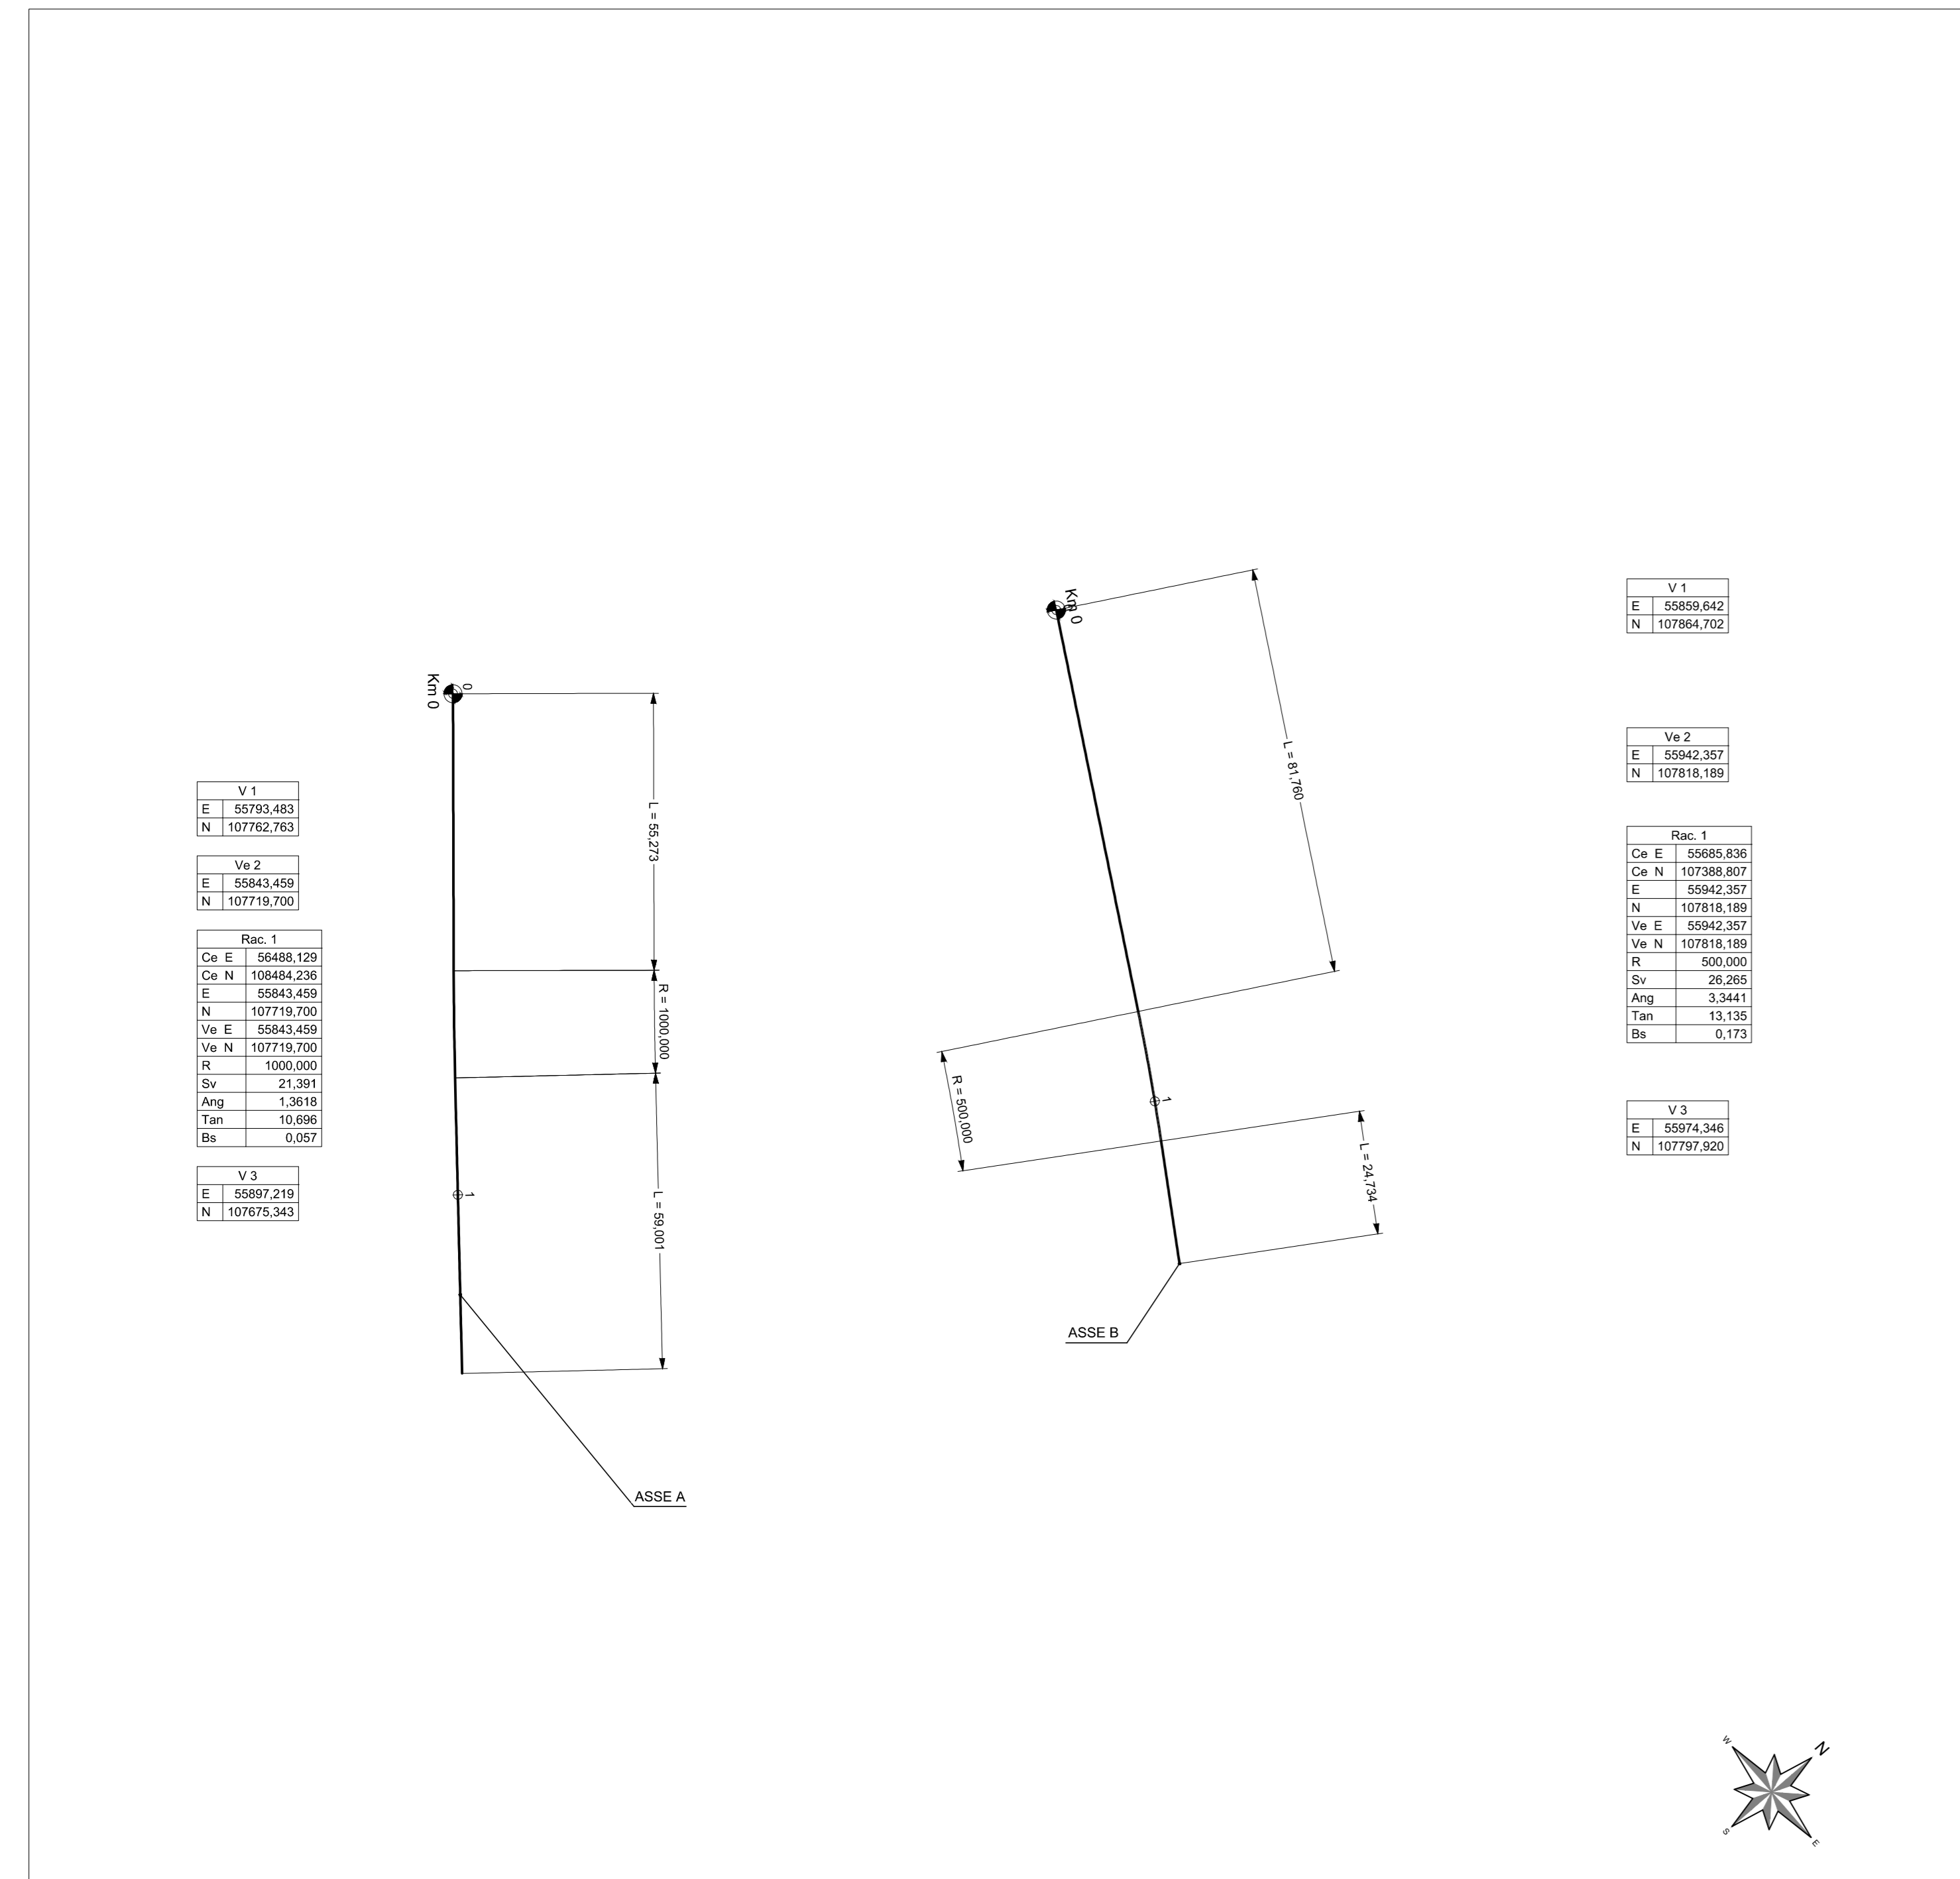 V 1
E 55793,483
N 107762,763
Ve 2
E 55843,459
N 107719,700
Rac. 1
Ce E 56488,129
Ce N 108484,236
E 55843,459
N 107719,700
Ve E 55843,459
Ve N 107719,700
R 1000,000
Sv 21,391
Ang 1,3618
Tan 10,696
Bs 0,057
V 3
E 55897,219
N 107675,343
Km 0
0
L = 55,273
R = 1000,000
1
L = 59,001
ASSE A
Km 0
0
L = 81,760
R = 500,000
1
L = 24,734
ASSE B
V 1
E 55859,642
N 107864,702
Ve 2
E 55942,357
N 107818,189
Rac. 1
Ce E 55685,836
Ce N 107388,807
E 55942,357
N 107818,189
Ve E 55942,357
Ve N 107818,189
R 500,000
Sv 26,265
Ang 3,3441
Tan 13,135
Bs 0,173
V 3
E 55974,346
N 107797,920
W
N
S
E